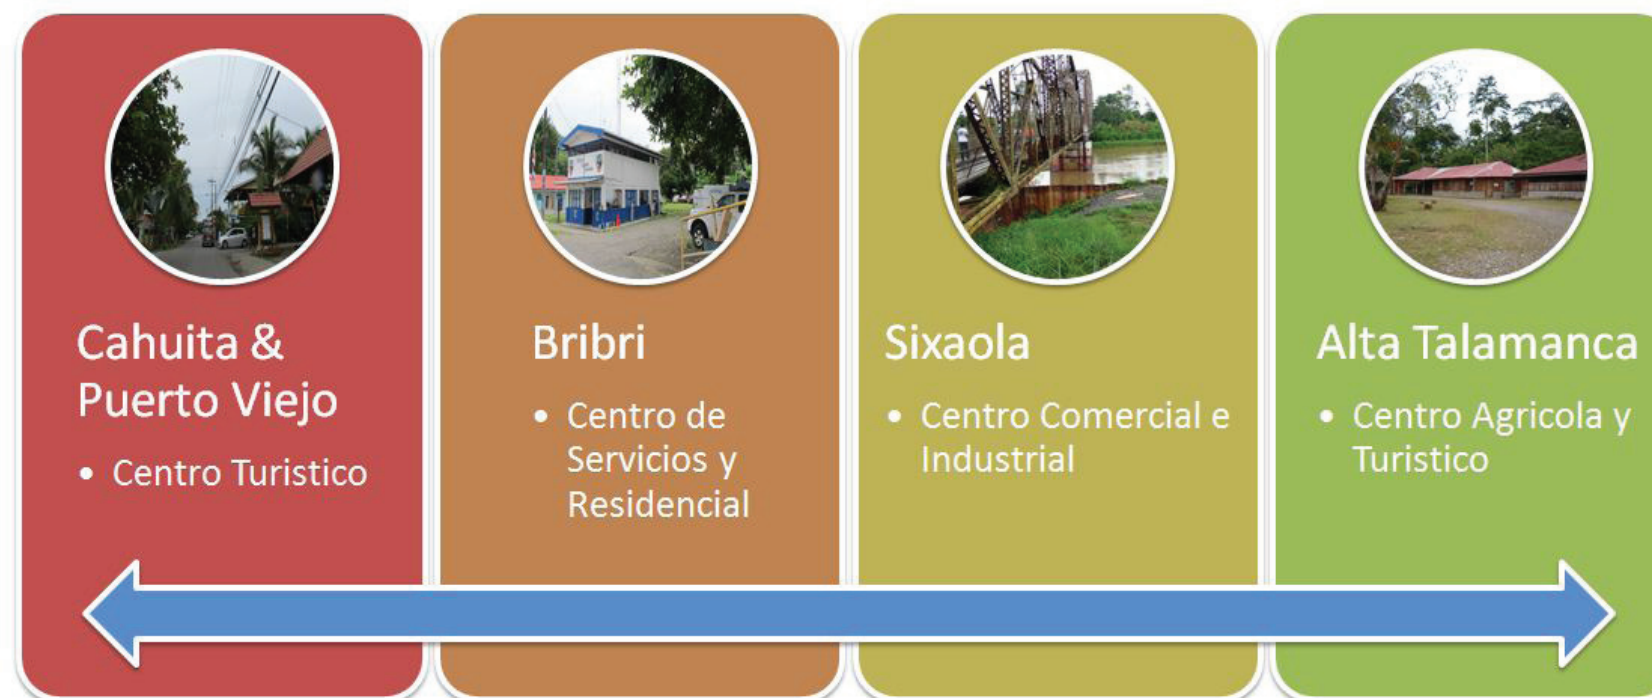 Cahuita &
Puerto Viejo
• Centro Turistico
Bribri
• Centro de
Servicios y
Residencial
Sixaola
• Centro Comercial e
Industrial
Alta Talamanca
• Centro Agricola y
Turistico